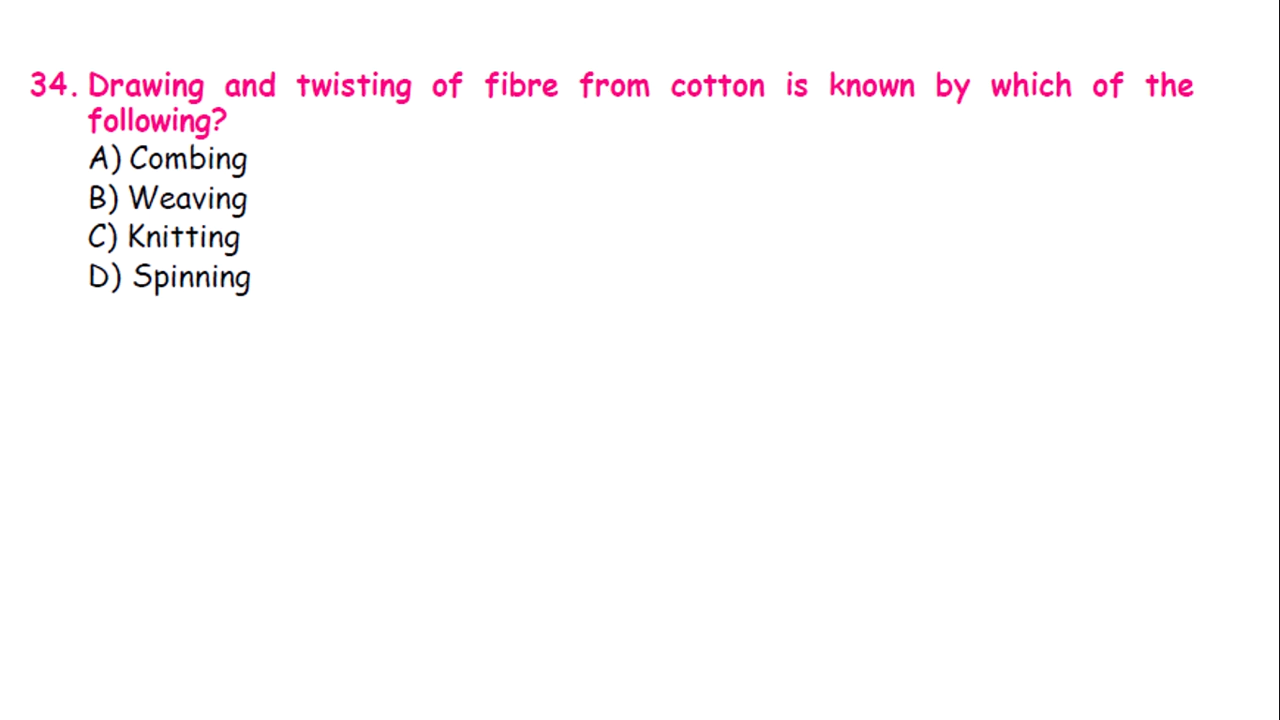 34. Drawing and twisting of fibre from cotton is known by which of the
following?
A) Combing
B) Weaving
C) Knitting
D) Spinning